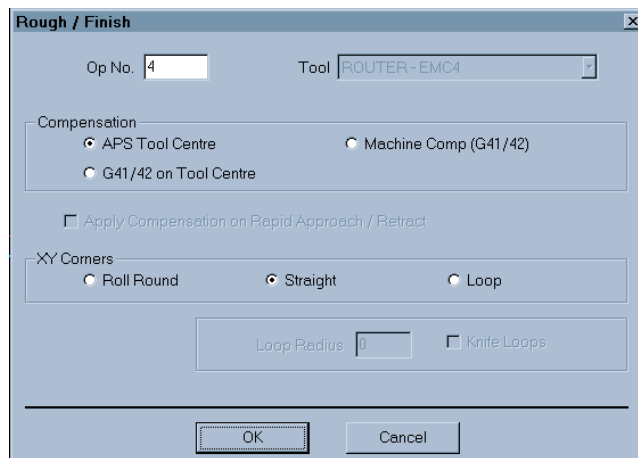 Rough / Finish
Op No. 4 Tool ROUTER - EMC4
Compensation
APS Tool Centre Machine Comp (G41/42)
G41/42 on Tool Centre
Apply Compensation on Rapid Approach / Retract
XY Corners
Roll Round Straight Loop
Loop Radius 0 Knife Loops
OK Cancel